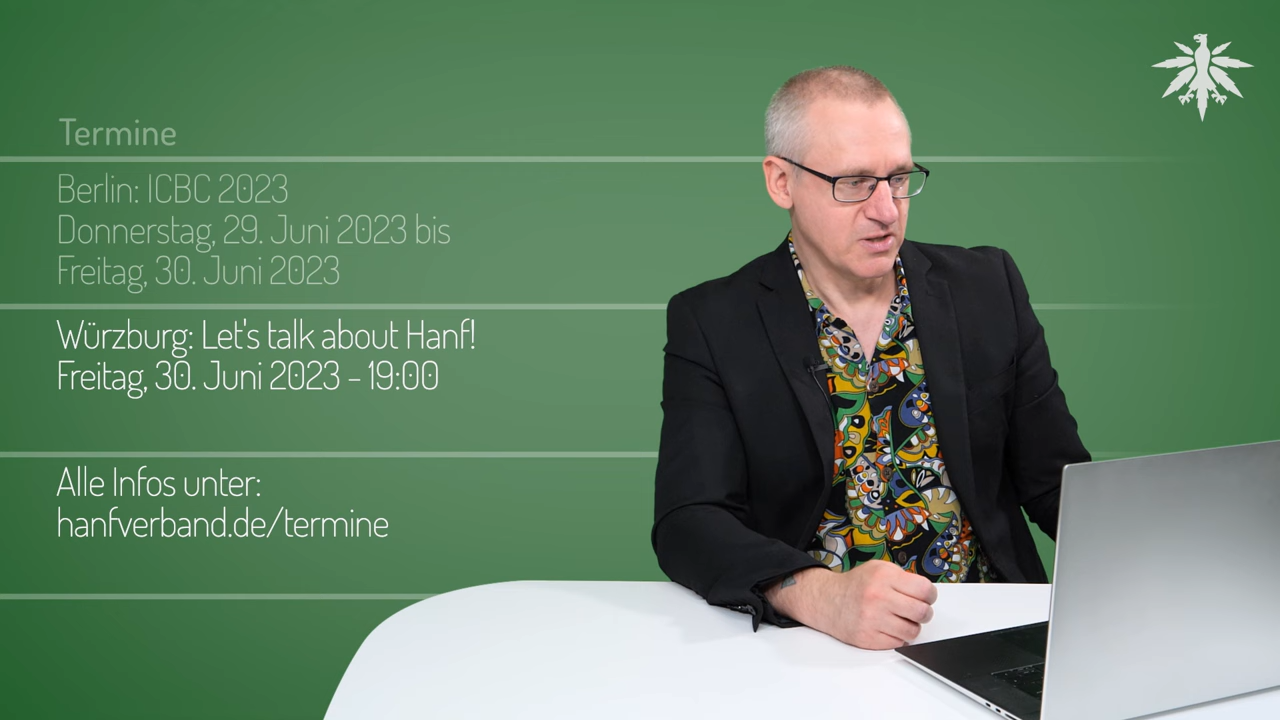 Termine
Berlin: ICBC 2023
Donnerstag, 29. Juni 2023 bis
Freitag, 30. Juni 2023
Würzburg: Let's talk about Hanf!
Freitag, 30. Juni 2023 – 19:00
Alle Infos unter:
hanfverband.de/termine